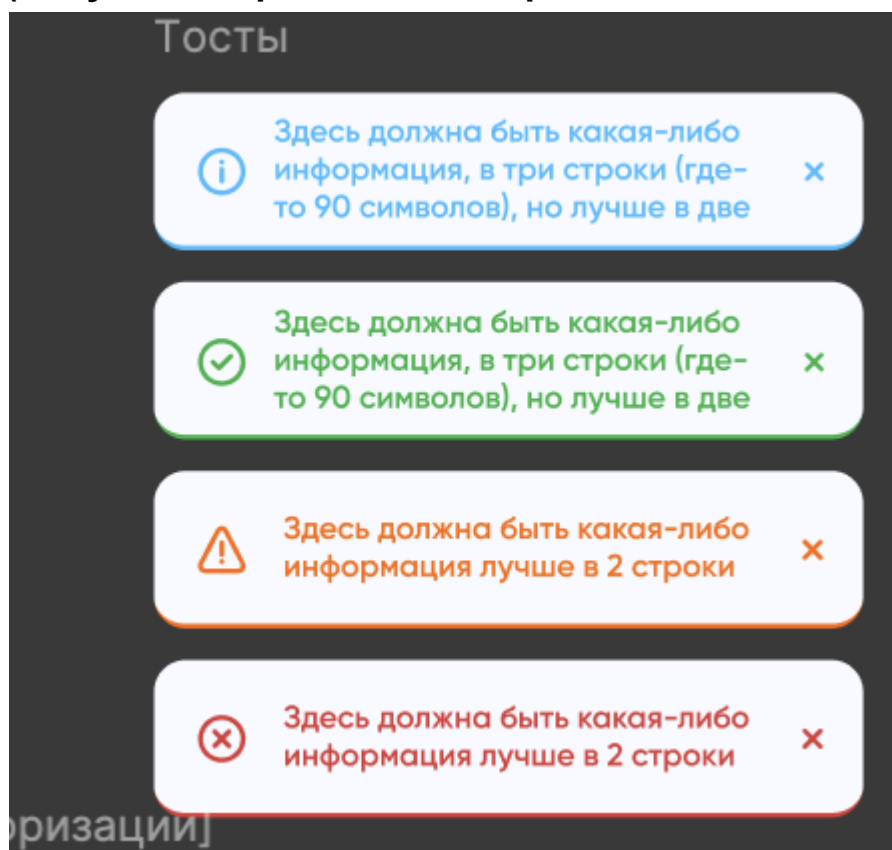 Тосты
Здесь должна быть какая-либо
информация, в три строки (где-
то 90 символов), но лучше в две
Здесь должна быть какая-либо
информация, в три строки (где-
то 90 символов), но лучше в две
Здесь должна быть какая-либо
информация лучше в 2 строки
Здесь должна быть какая-либо
информация лучше в 2 строки
оризации]